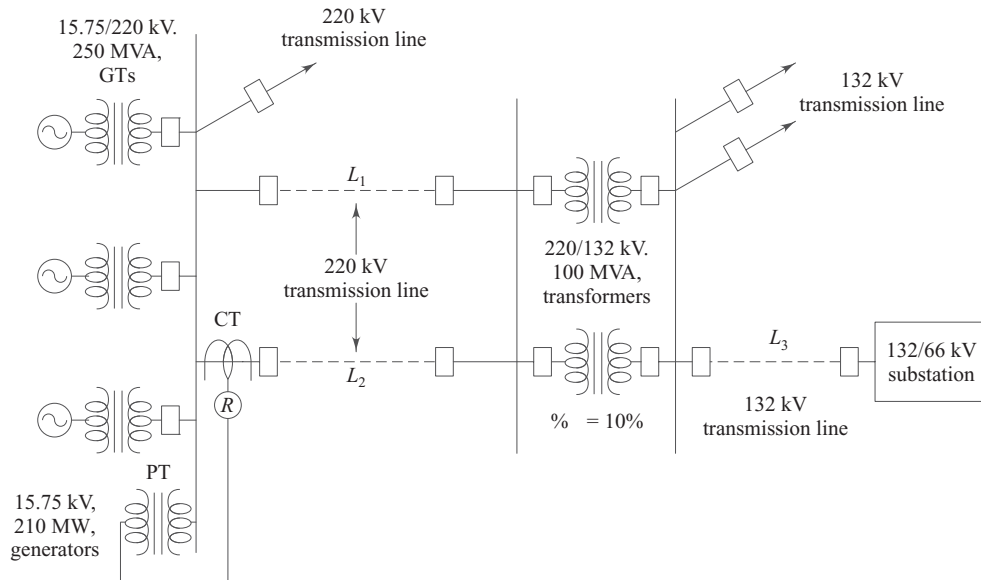 15.75/220 kV.
250 MVA,
GTs
220 kV
transmission line
132 kV
transmission line
L1
220 kV
transmission line
220/132 kV.
100 MVA,
transformers
CT
L2
R
L3
132/66 kV
substation
% = 10%
132 kV
transmission line
PT
15.75 kV,
210 MW,
generators